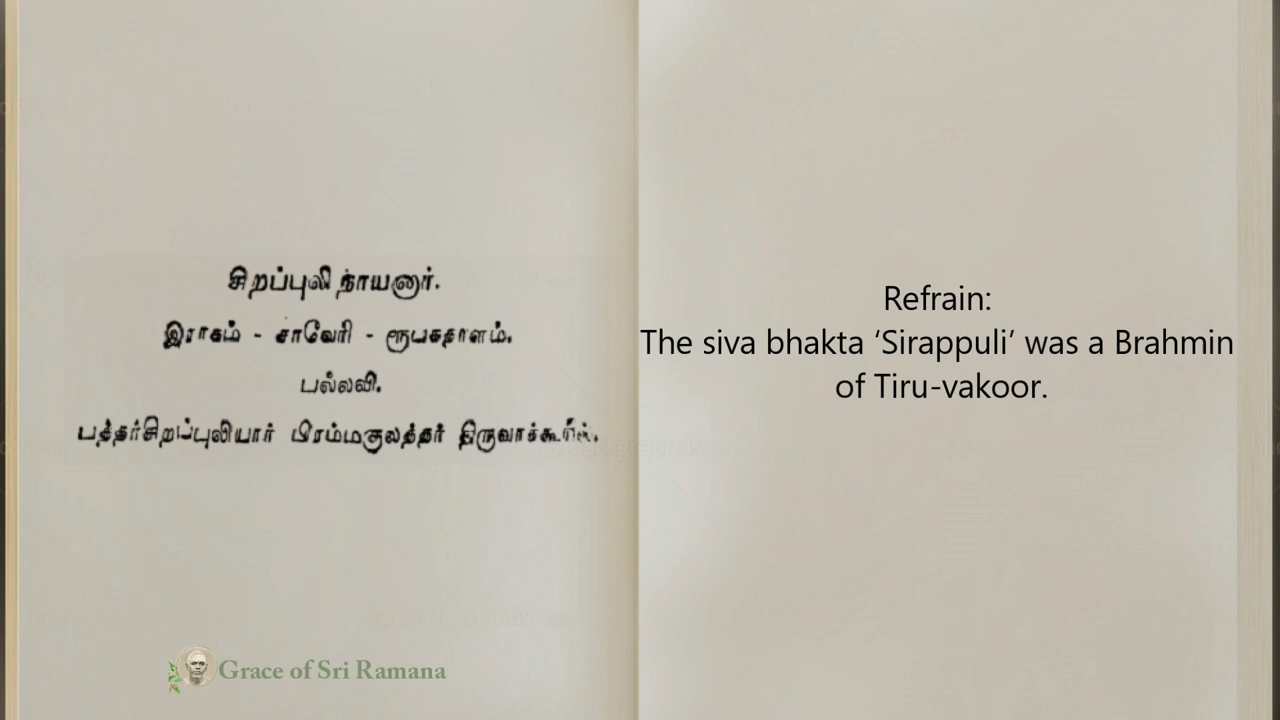 சிறப்புலி நாயனார்.
இராகம் - சாவேரி - ரூபகதாளம்.
பல்லவி.
பத்தர்சிறப்புலியார் பிரம்மகுலத்தர் திருவாக்கூரில்.
Refrain:
The siva bhakta ‘Sirappuli’ was a Brahmin
of Tiru-vakoor.
Grace of Sri Ramana